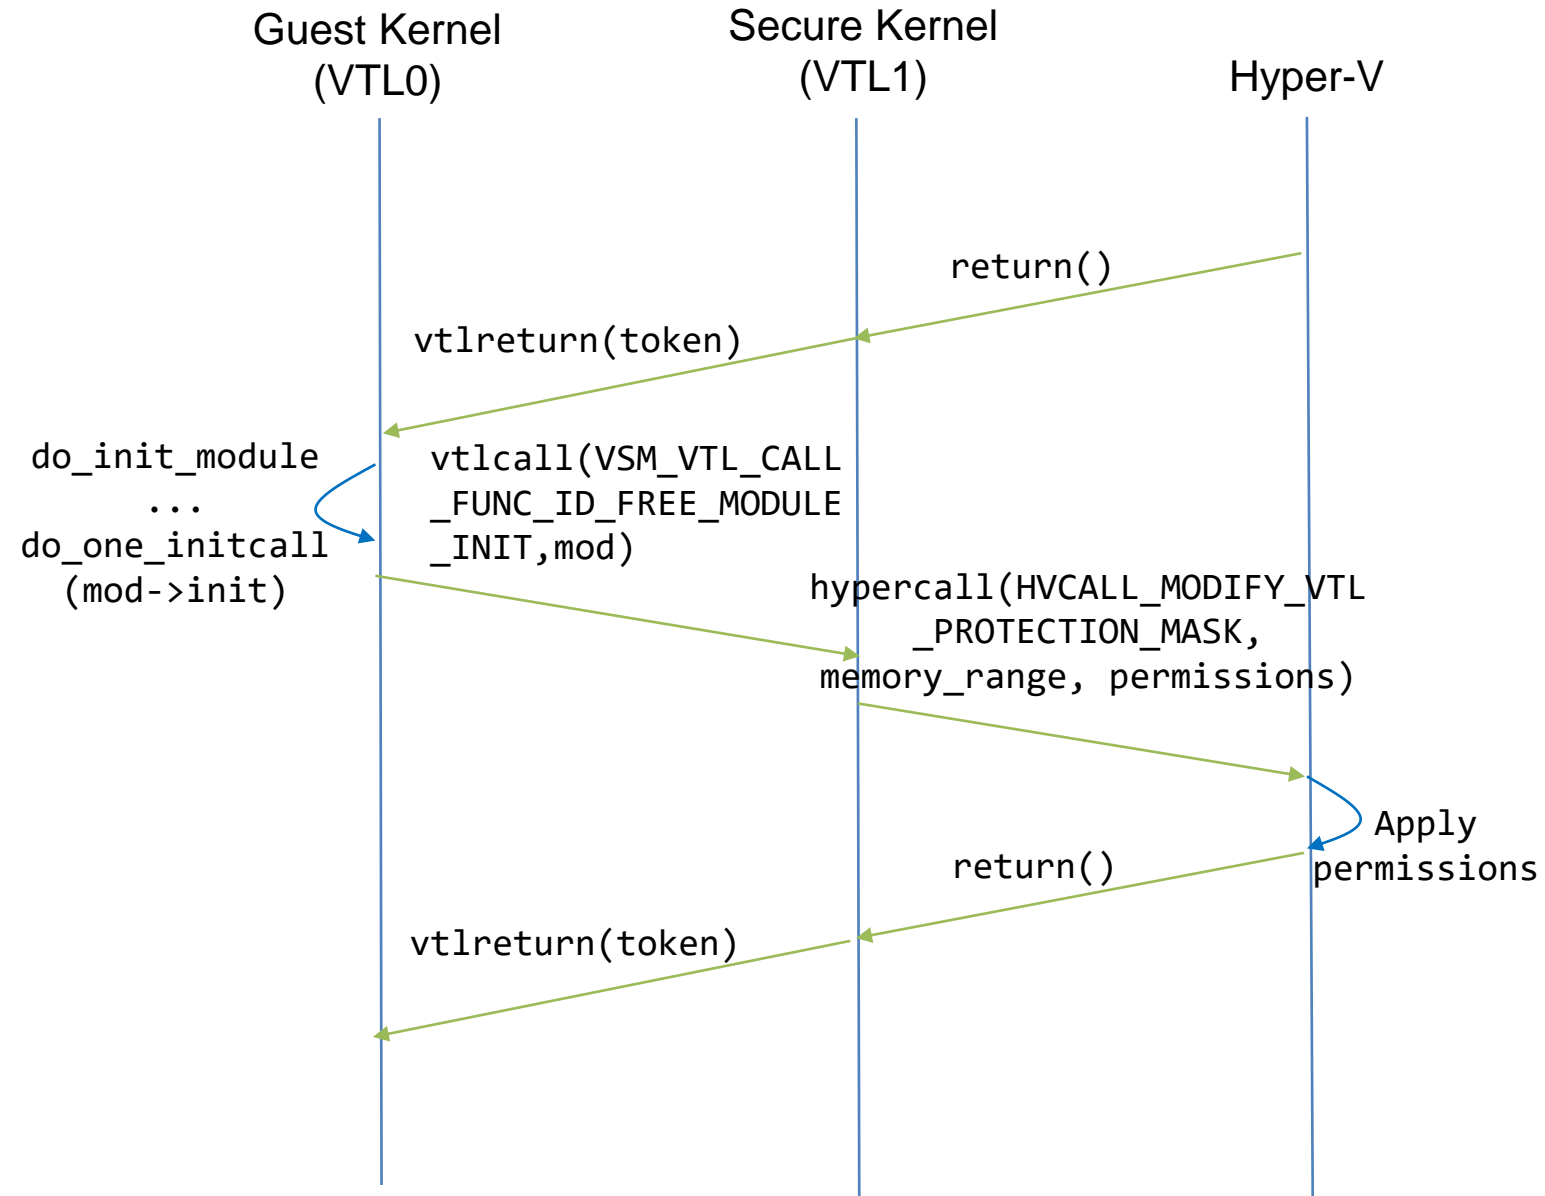 Guest Kernel
(VTL0)
Secure Kernel
(VTL1)
Hyper-V
return()
vtlreturn(token)
do_init_module
...
do_one_initcall
(mod->init)
vtlcall(VSM_VTL_CALL
_FUNC_ID_FREE_MODULE
_INIT,mod)
hypercall(HVCALL_MODIFY_VTL
_PROTECTION_MASK,
memory_range, permissions)
Apply
permissions
return()
vtlreturn(token)